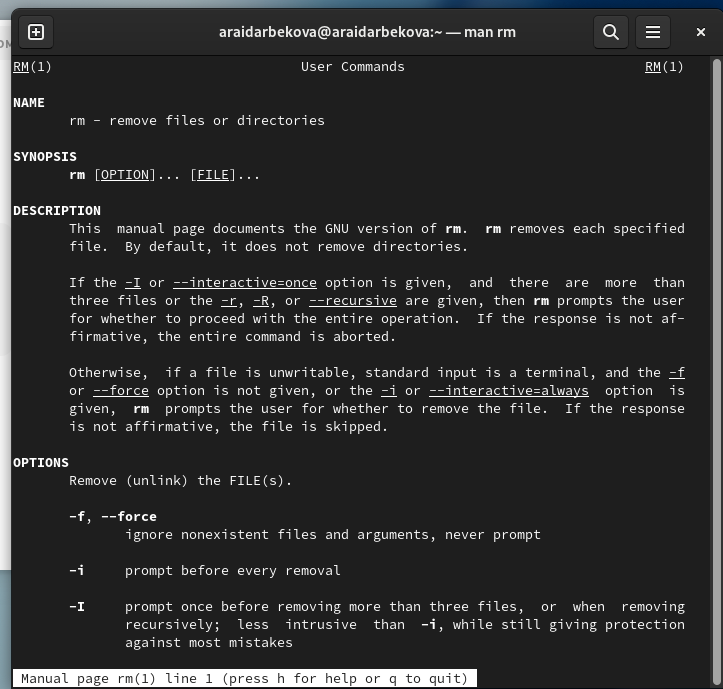 araidarbekova@araidarbekova:~ — man rm
RM(1) User Commands RM(1)
NAME
rm - remove files or directories
SYNOPSIS
rm [OPTION]... [FILE]...
DESCRIPTION
This manual page documents the GNU version of rm. rm removes each specified
file. By default, it does not remove directories.
If the -I or --interactive=once option is given, and there are more than
three files or the -r, -R, or --recursive are given, then rm prompts the user
for whether to proceed with the entire operation. If the response is not af-
firmative, the entire command is aborted.
Otherwise, if a file is unwritable, standard input is a terminal, and the -f
or --force option is not given, or the -i or --interactive=always option is
given, rm prompts the user for whether to remove the file. If the response
is not affirmative, the file is skipped.
OPTIONS
Remove (unlink) the FILE(s).
-f, --force
ignore nonexistent files and arguments, never prompt
-i prompt before every removal
-I prompt once before removing more than three files, or when removing
recursively; less intrusive than -i, while still giving protection
against most mistakes
Manual page rm(1) line 1 (press h for help or q to quit)